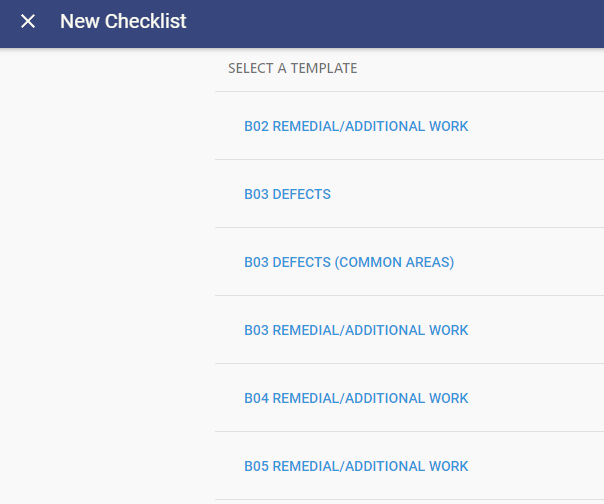 New Checklist
SELECT A TEMPLATE
B02 REMEDIAL/ADDITIONAL WORK
B03 DEFECTS
B03 DEFECTS (COMMON AREAS)
B03 REMEDIAL/ADDITIONAL WORK
B04 REMEDIAL/ADDITIONAL WORK
B05 REMEDIAL/ADDITIONAL WORK